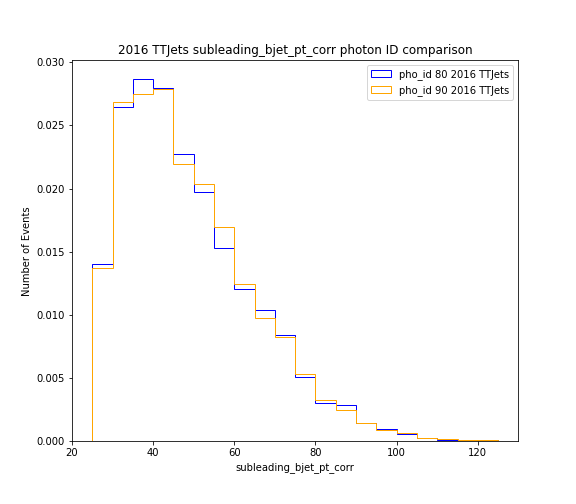 2016 TTJets subleading_bjet_pt_corr photon ID comparison
pho_id 80 2016 TTJets
pho_id 90 2016 TTJets
Number of Events
0.030
0.025
0.020
0.015
0.010
0.005
0.000
20 40 60 80 100 120
subleading_bjet_pt_corr